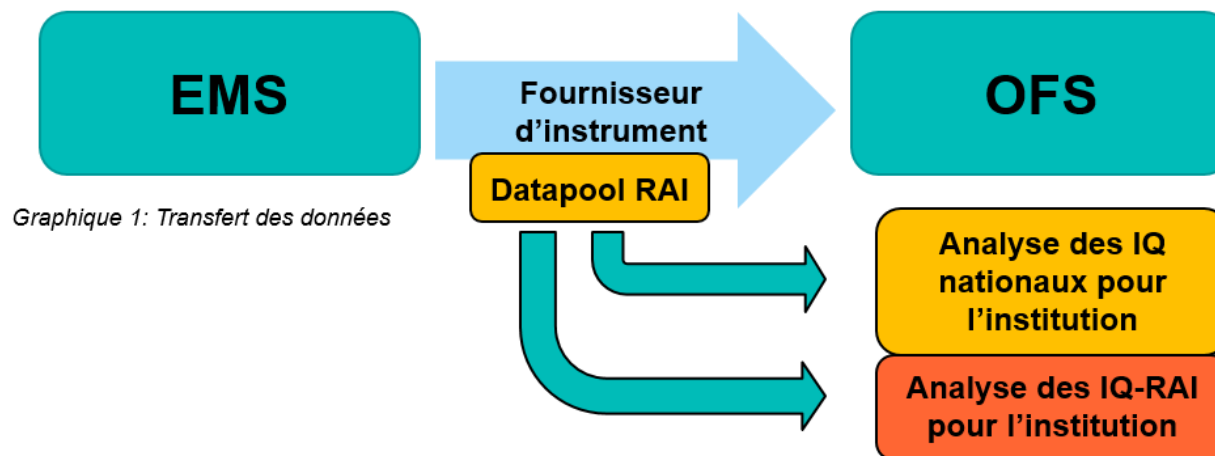 EMS
Fournisseur
d’instrument
OFS
Datapool RAI
Graphique 1: Transfert des données
Analyse des IQ
nationaux pour
l’institution
Analyse des IQ-RAI
pour l’institution